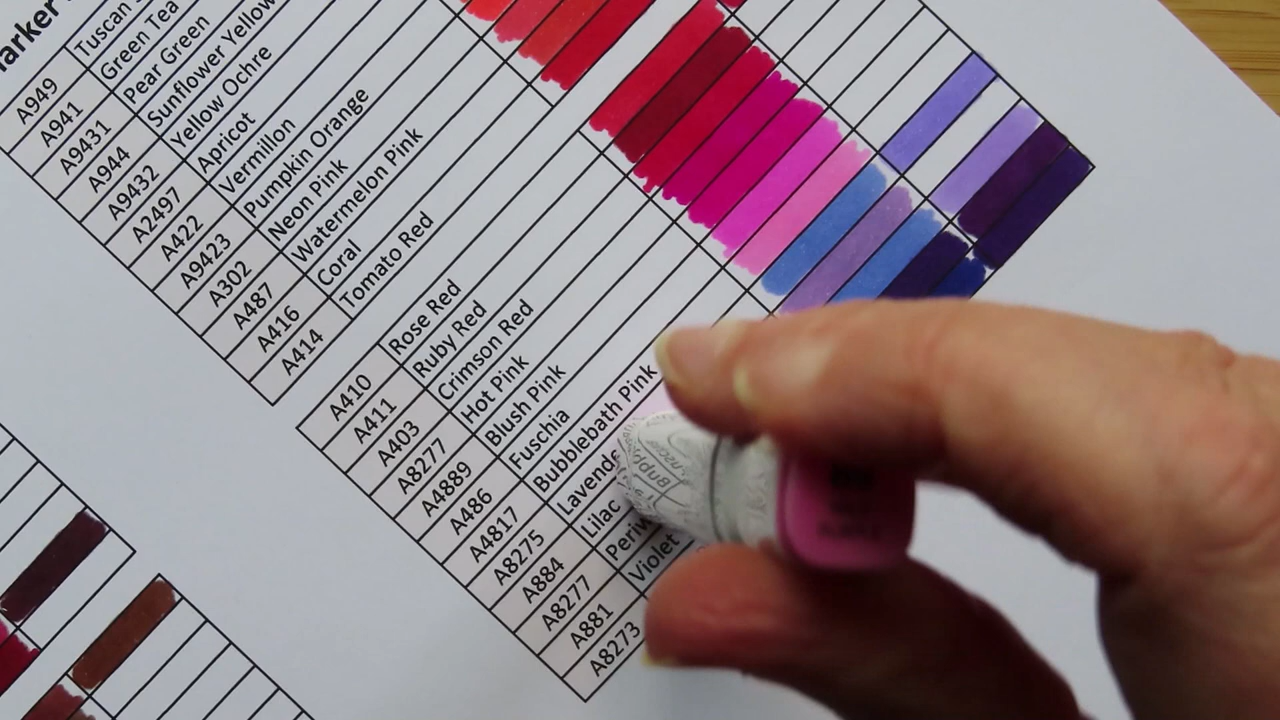 arker
A949 Tuscan
A941 Green Tea
A9431 Pear Green
A944 Sunflower Yellow
A9432 Yellow Ochre
A2497 Apricot
A422 Vermillon
A9423 Pumpkin Orange
A302 Neon Pink
A487 Watermelon Pink
A416 Coral
A414 Tomato Red
A410 Rose Red
A411 Ruby Red
A403 Crimson Red
A8277 Hot Pink
A4889 Blush Pink
A486 Fuschia
A4817 Bubblebath Pink
A8275 Lavende
A884 Lilac
A8277 Periw
A881 Violet
A8273